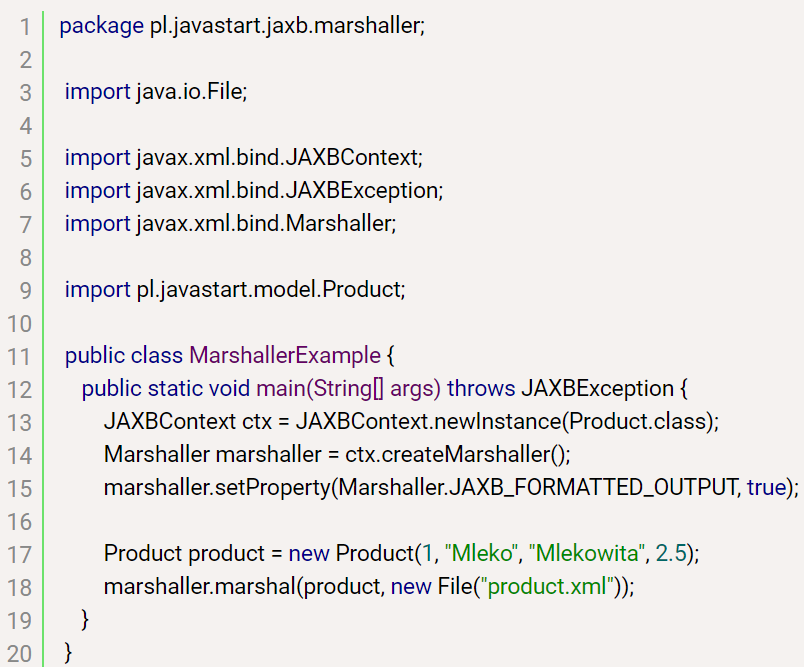 1 package pl.javastart.jaxb.marshaller;
2
3 import java.io.File;
4
5 import javax.xml.bind.JAXBContext;
6 import javax.xml.bind.JAXBException;
7 import javax.xml.bind.Marshaller;
8
9 import pl.javastart.model.Product;
10
11 public class MarshallerExample {
12 public static void main(String[] args) throws JAXBException {
13 JAXBContext ctx = JAXBContext.newInstance(Product.class);
14 Marshaller marshaller = ctx.createMarshaller();
15 marshaller.setProperty(Marshaller.JAXB_FORMATTED_OUTPUT, true);
16
17 Product product = new Product(1, "Mleko", "Mlekowita", 2.5);
18 marshaller.marshal(product, new File("product.xml"));
19 }
20 }